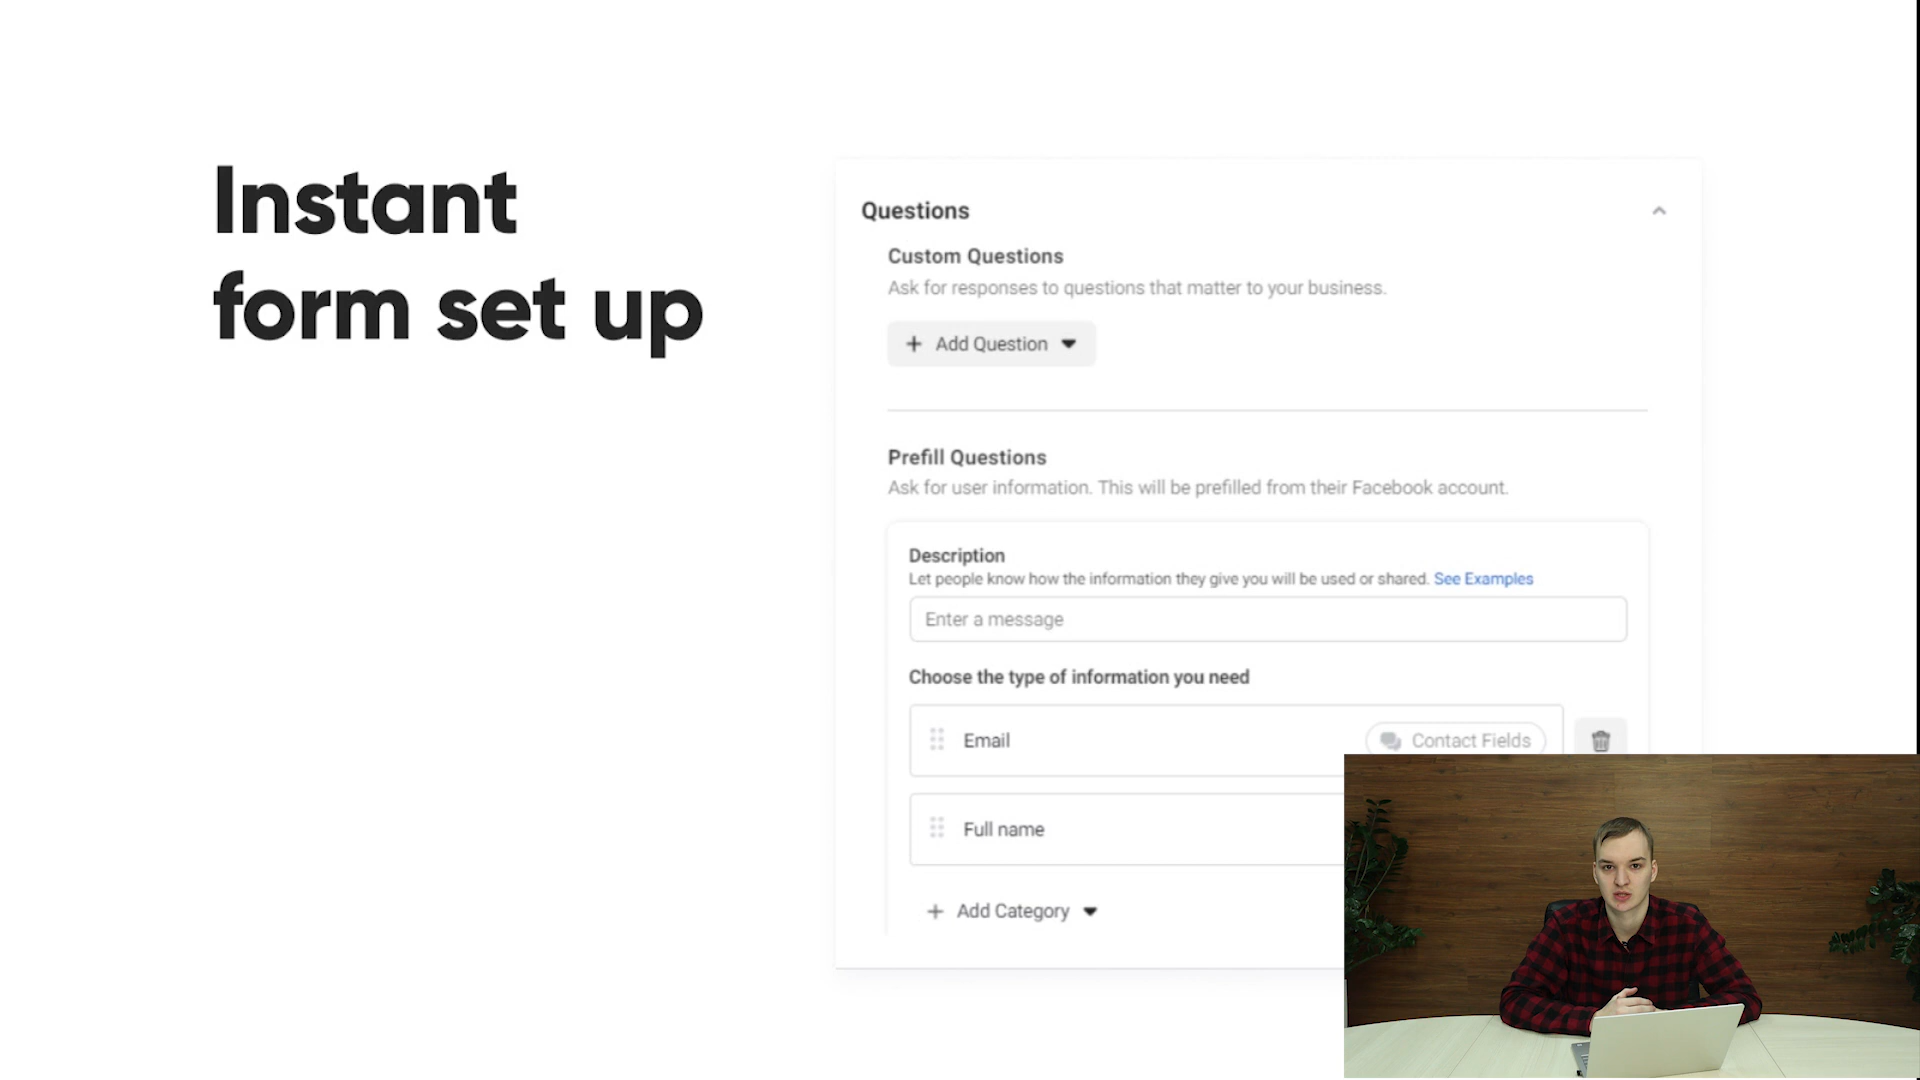 Instant
form set up
Questions
Custom Questions
Ask for responses to questions that matter to your business.
+ Add Question
Prefill Questions
Ask for user information. This will be prefilled from their Facebook account.
Description
Let people know how the information they give you will be used or shared. See Examples
Enter a message
Choose the type of information you need
Email
Contact Fields
Full name
+ Add Category